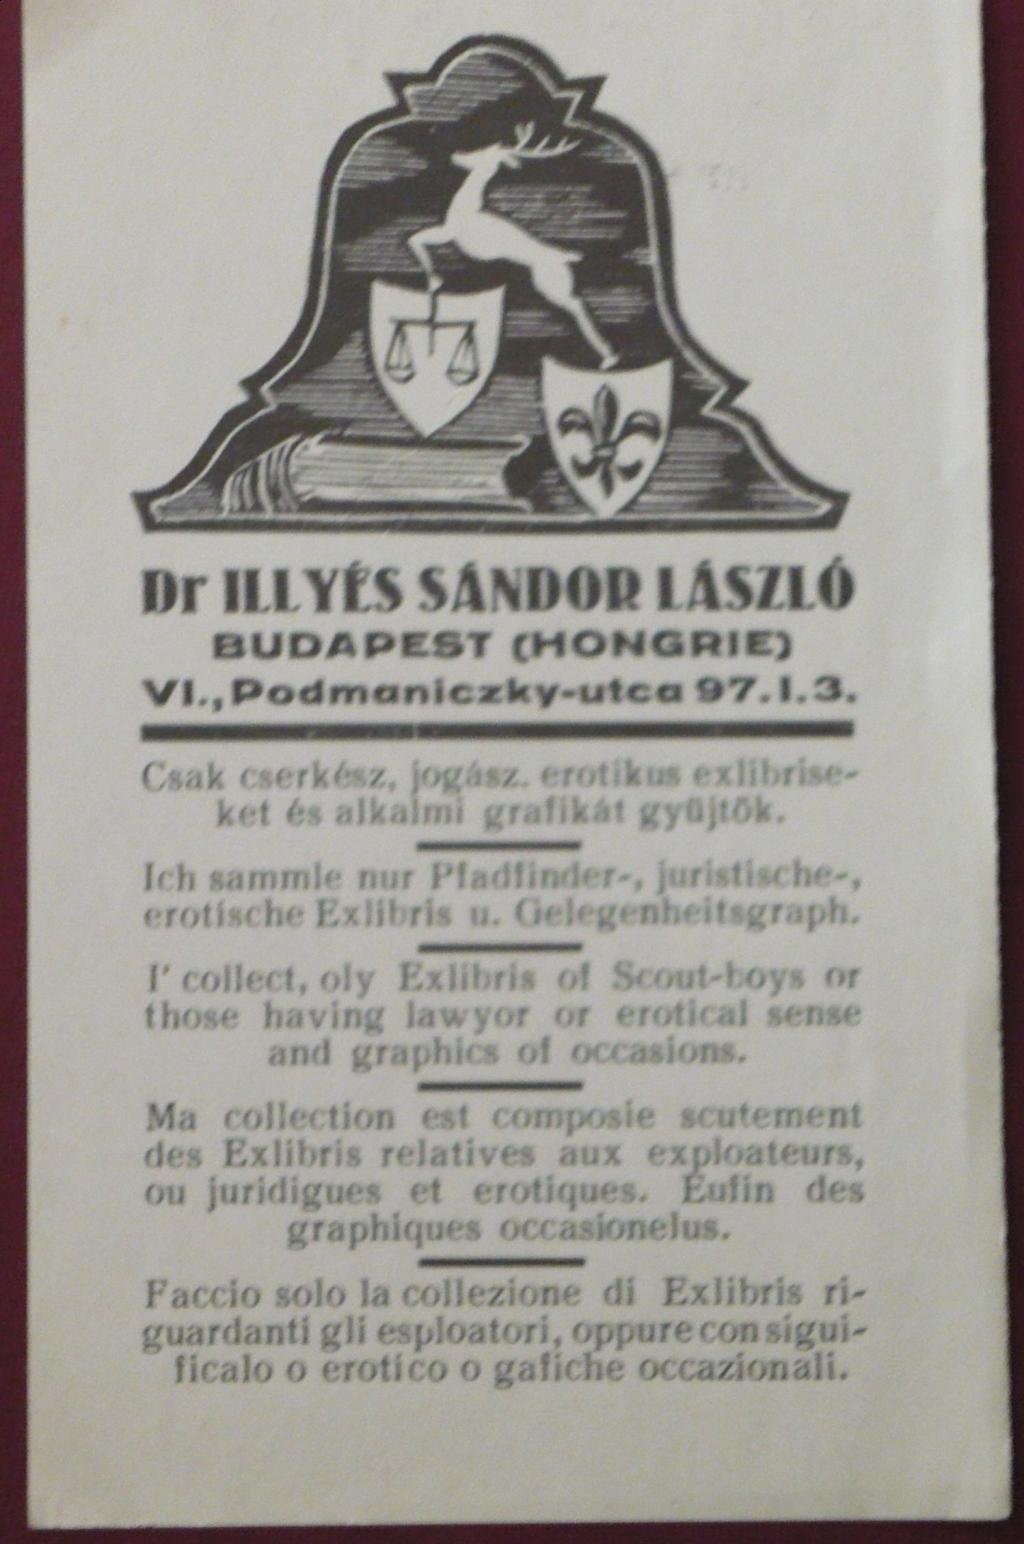 Dr ILLYÉS SÁNDOR LÁSZLÓ
BUDAPEST (HONGRIE)
VI., Podmaniczky-utca 97. I. 3.
Csak cserkész, jogász. erotikus exlibrise-
ket és alkalmi grafikát gyűjtök.
Ich sammle nur Pfadfinder-, juristische-,
erotische Exlibris u. Gelegenheitsgraph.
I' collect, oly Exlibris of Scout-boys or
those having lawyor or erotical sense
and graphics of occasions.
Ma collection est composie scutement
des Exlibris relatives aux exploateurs,
ou juridigues et erotiques. Eufin des
graphiques occasionelus.
Faccio solo la collezione di Exlibris ri-
guardanti gli esploatori, oppure con sigui-
ficalo o erotico o gafiche occazionali.